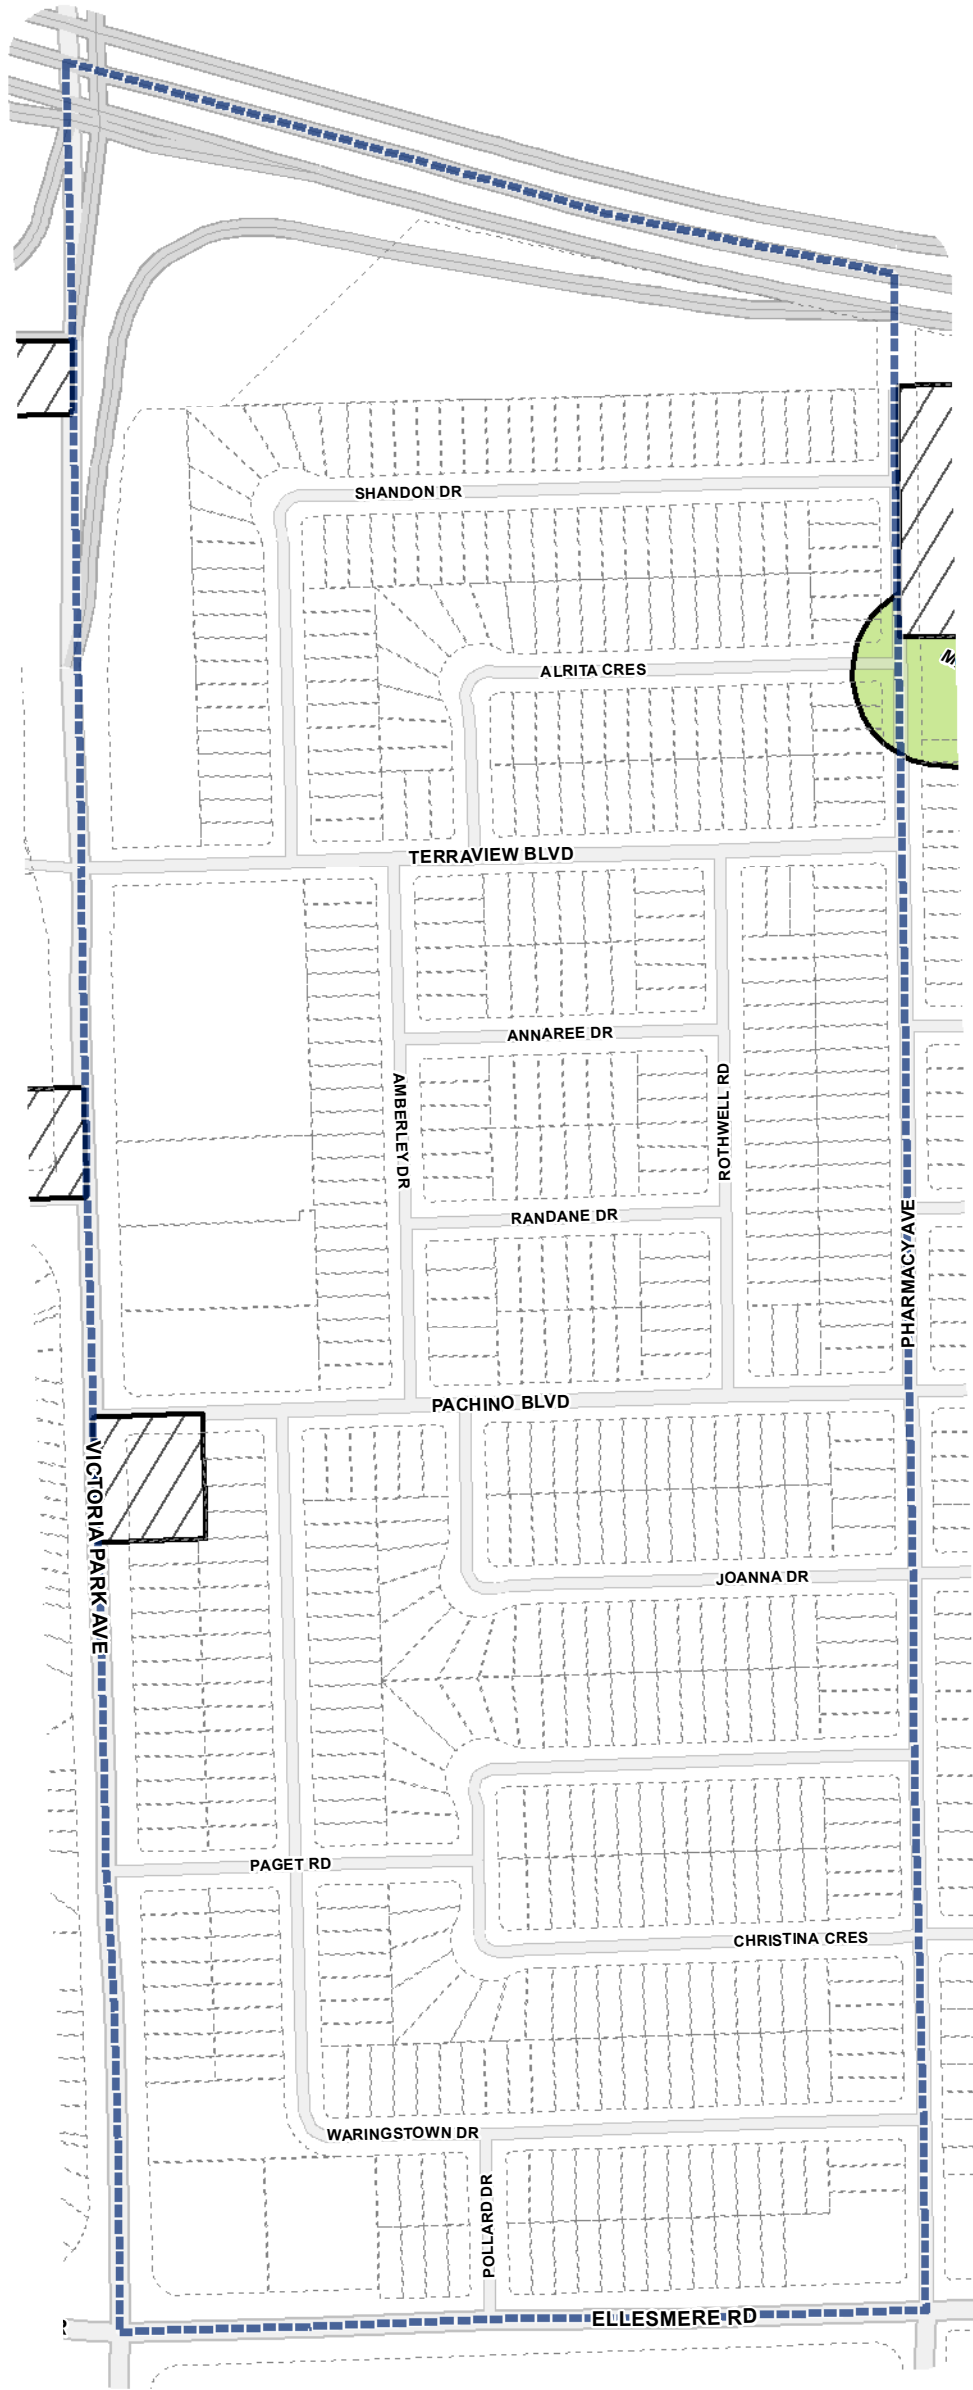 SHANDON DR
ALRITA CRES
TERRAVIEW BLVD
ANNAREE DR
AMBERLEY DR
ROTHWELL RD
RANDANE DR
PHARMACY AVE
PACHINO BLVD
VICTORIA PARK AVE
JOANNA DR
PAGET RD
CHRISTINA CRES
WARINGSTOWN DR
POLLARD DR
ELLESMERE RD